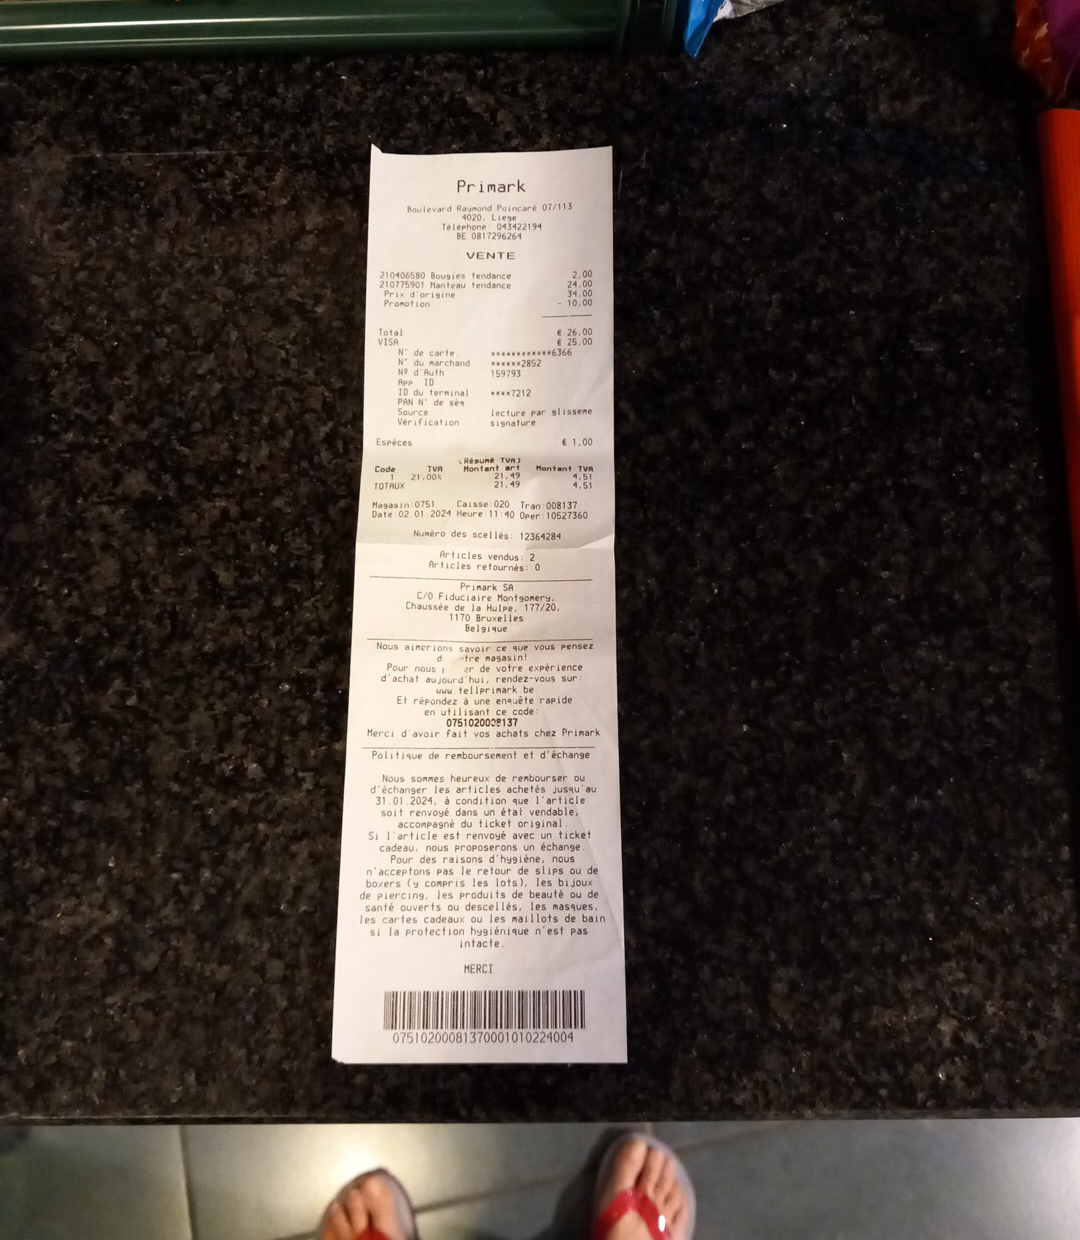 Primark
Boulevard Raymond Poincaré 07/113
4020, Liege
Téléphone 043422194
BE 0817296264
VENTE
210406580 Bougies tendance 2,00
210775901 Manteau tendance 24,00
Prix d'origine 34,00
Promotion - 10,00
Total € 26,00
VISA € 25,00
N° de carte. ************6366
N° du marchand ******2852
Nº d'Auth 159793
App. ID
ID du terminal ****7212
PAN N° de séq
Source lecture par glisseme
Vérification signature
Espèces € 1,00
(Résumé TVA)
Code TVA Montant art Montant TVA
1 21,00% 21,49 4,51
TOTAUX 21,49 4,51
Magasin:0751 Caisse:020 Tran:008137
Date:02.01.2024 Heure:11:40 Oper:10527360
Numéro des scellés: 12364284
Articles vendus: 2
Articles retournés: 0
Primark SA
C/O Fiduciaire Montgomery,
Chaussée de la Hulpe, 177/20,
1170 Bruxelles
Belgique
Nous aimerions savoir ce que vous pensez
magasin!
Pour nous de votre expérience
d'achat aujourd'hui, rendez-vous sur:
www.tellprimark.be
Et répondez à une enquête rapide
en utilisant ce code:
0751020008137
Merci d'avoir fait vos achats chez Primark
Politique de remboursement et d'échange
Nous sommes heureux de rembourser ou
d'échanger les articles achetés jusqu'au
31.01.2024, à condition que l'article
soit renvoyé dans un état vendable,
accompagné du ticket original.
Si l'article est renvoyé avec un ticket
cadeau, nous proposerons un échange.
Pour des raisons d'hygiène, nous
n'acceptons pas le retour de slips ou de
boxers (y compris les lots), les bijoux
de piercing, les produits de beauté ou de
santé ouverts ou descellés, les masques,
les cartes cadeaux ou les maillots de bain
si la protection hygiénique n'est pas
intacte.
MERCI
07510200081370001010224004